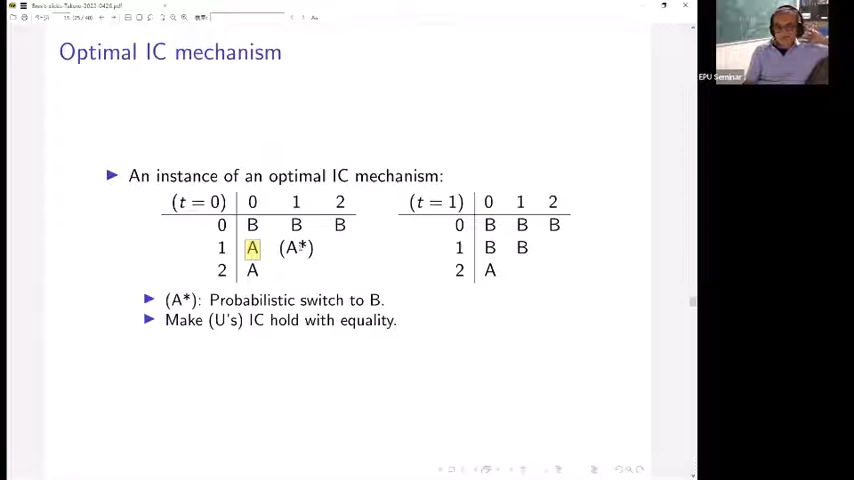 Optimal IC mechanism
▶ An instance of an optimal IC mechanism:
(t = 0) 0 1 2
0 B B B
1 A (A*)
2 A
(t = 1) 0 1 2
0 B B B
1 B B
2 A
▶ (A*): Probabilistic switch to B.
▶ Make (U's) IC hold with equality.
EPU Seminar